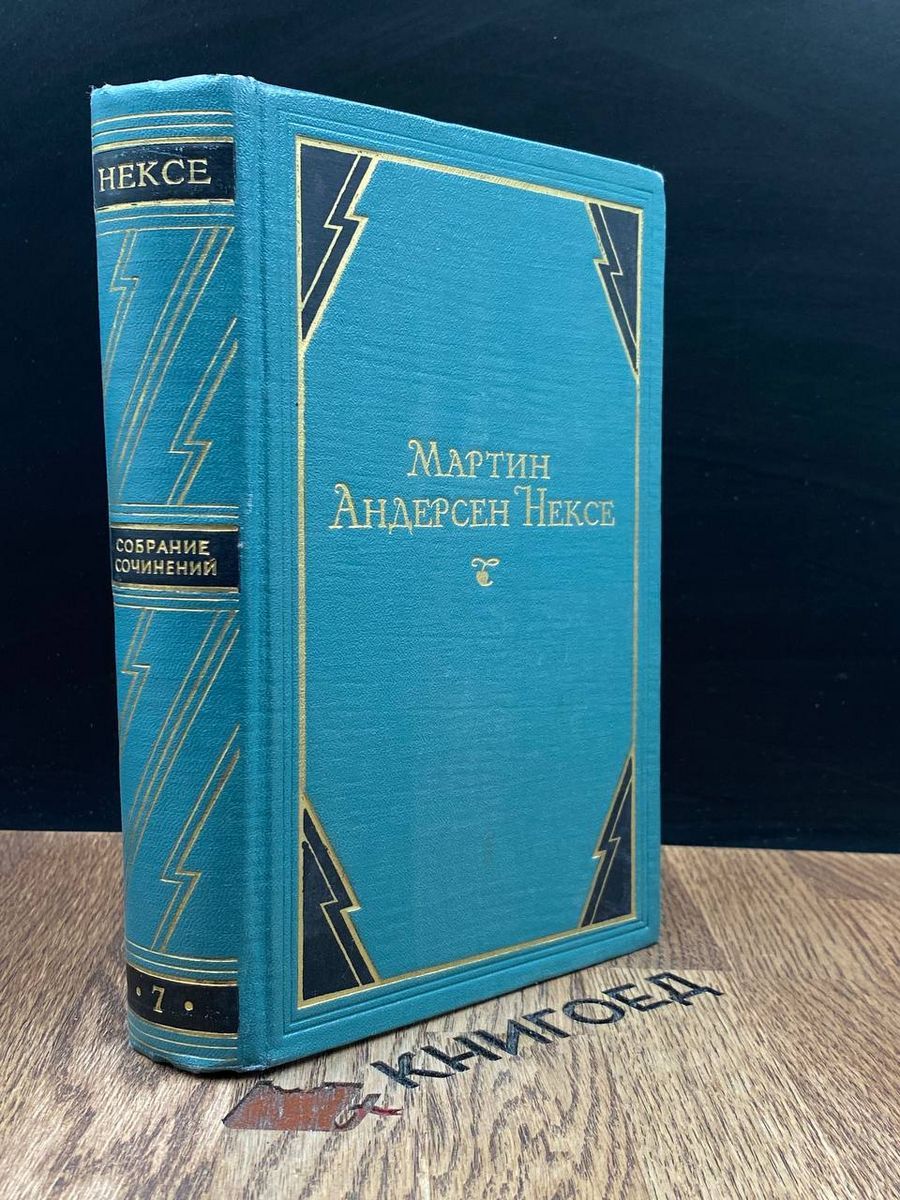 НЕКСЕ
СОБРАНИЕ
СОЧИНЕНИЙ
· 7 ·
МАРТИН
АНДЕРСЕН НЕКСЕ
КНИГОЕД